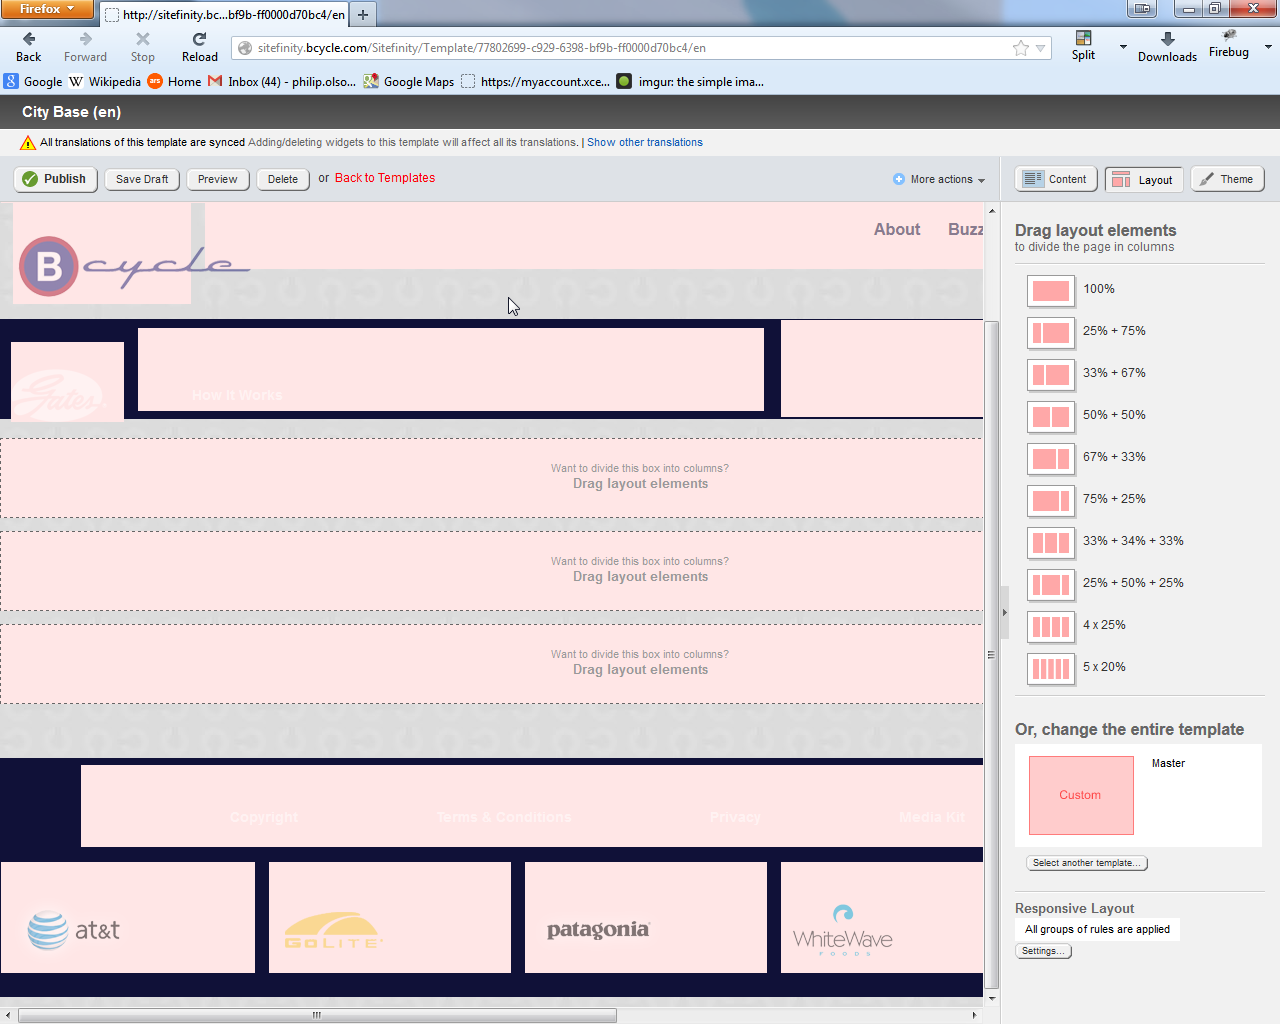 Firefox
http://sitefinity.bc...bf9b-ff0000d70bc4/en
Back
Forward
Stop
Reload
sitefinity.bcycle.com/Sitefinity/Template/77802699-c929-6398-bf9b-ff0000d70bc4/en
Split
Downloads
Firebug
Google
Wikipedia
ars Home
Inbox (44) - philip.olso...
Google Maps
https://myaccount.xce...
imgur: the simple ima...
City Base (en)
All translations of this template are synced Adding/deleting widgets to this template will affect all its translations. | Show other translations
Publish
Save Draft
Preview
Delete
or Back to Templates
More actions
Content
Layout
Theme
B cycle
About
Buzz
Gates
How It Works
Want to divide this box into columns?
Drag layout elements
Want to divide this box into columns?
Drag layout elements
Want to divide this box into columns?
Drag layout elements
Copyright
Terms & Conditions
Privacy
Media Kit
at&t
GoLite
patagonia
WhiteWave
FOODS
Drag layout elements
to divide the page in columns
100%
25% + 75%
33% + 67%
50% + 50%
67% + 33%
75% + 25%
33% + 34% + 33%
25% + 50% + 25%
4 x 25%
5 x 20%
Or, change the entire template
Custom
Master
Select another template...
Responsive Layout
All groups of rules are applied
Settings...